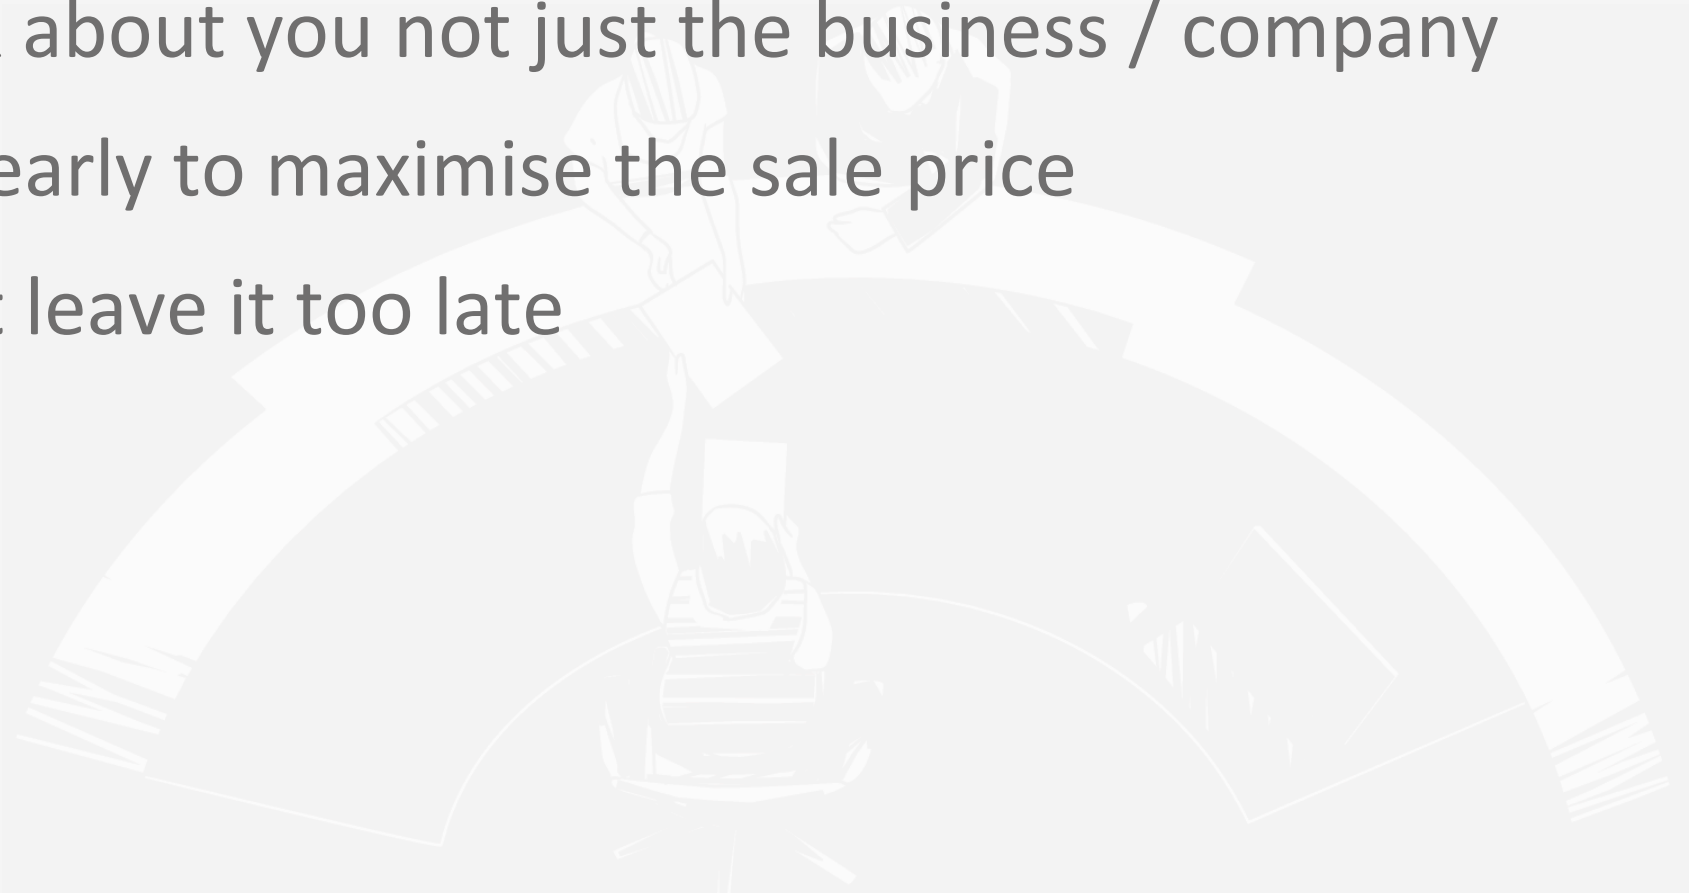 about you not just the business / company
early to maximise the sale price
leave it too late